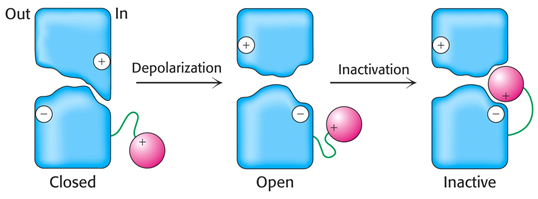 Out In
Depolarization
Inactivation
+
−
+
Closed
+
−
+
Open
+
−
+
Inactive